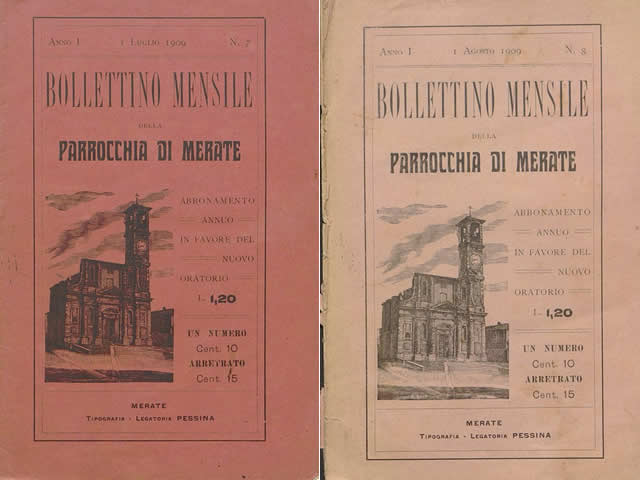 Anno I 1 Luglio 1909 N. 7
BOLLETTINO MENSILE
DELLA
PARROCCHIA DI MERATE
ABBONAMENTO
ANNUO
IN FAVORE DEL
NUOVO
ORATORIO
L. 1,20
UN NUMERO
Cent. 10
ARRETRATO
Cent. 15
MERATE
Tipografia - Legatoria PESSINA
Anno I 1 Agosto 1909 N. 8
BOLLETTINO MENSILE
DELLA
PARROCCHIA DI MERATE
ABBONAMENTO
ANNUO
IN FAVORE DEL
NUOVO
ORATORIO
L. 1,20
UN NUMERO
Cent. 10
ARRETRATO
Cent. 15
MERATE
Tipografia - Legatoria PESSINA